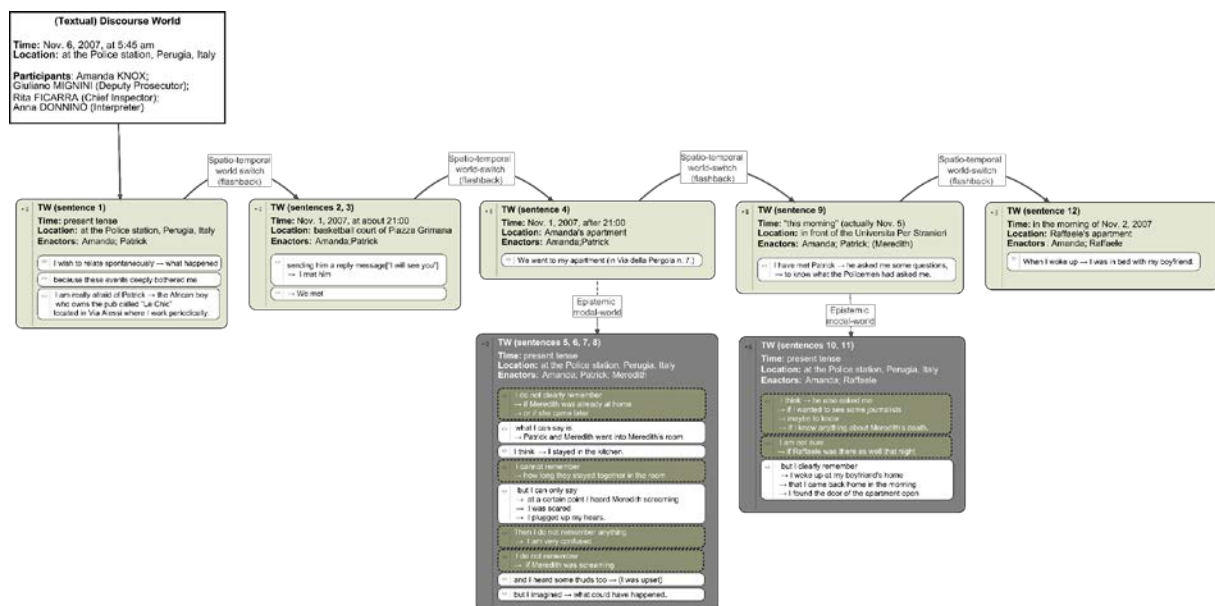 (Textual) Discourse World
Time: Nov. 6, 2007, at 5:45 am
Location: at the Police station, Perugia, Italy
Participants: Amanda KNOX;
Giuliano MIGNINI (Deputy Prosecutor);
Rita FICARRA (Chief Inspector);
Anna DONNINO (Interpreter)
Spatio-temporal
world switch
(flashback)
Spatio-temporal
world-switch
(flashback)
Spatio-temporal
world-switch
(flashback)
Spatio-temporal
world-switch
(flashback)
TW (sentence 1)
Time: present tense
Location: at the Police station, Perugia, Italy
Enactors: Amanda; Patrick
I wish to relate spontaneously → what happened
because these events deeply bothered me
I am really afraid of Patrick → the African boy
who owns the pub called "Le Chic"
located in Via Alessi where I work periodically.
TW (sentences 2, 3)
Time: Nov. 1, 2007, at about 21:00
Location: basketball court of Piazza Grimana
Enactors: Amanda;Patrick
sending him a reply message["I will see you"]
→ I met him
→ We met
TW (sentence 4)
Time: Nov. 1, 2007, after 21:00
Location: Amanda's apartment
Enactors: Amanda;Patrick
We went to my apartment (in Via della Pergola n. 7.)
TW (sentence 9)
Time: "this morning" (actually Nov. 5)
Location: in front of the Universita Per Stranieri
Enactors: Amanda; Patrick; (Meredith)
I have met Patrick → he asked me some questions,
→ to know what the Policemen had asked me.
TW (sentence 12)
Time: in the morning of Nov. 2, 2007
Location: Raffaele's apartment
Enactors: Amanda; Raffaele
When I woke up → I was in bed with my boyfriend.
Epistemic
modal-world
TW (sentences 5, 6, 7, 8)
Time: present tense
Location: at the Police station, Perugia, Italy
Enactors: Amanda; Patrick; Meredith
I do not clearly remember
→ if Meredith was already at home
→ or if she came later
what I can say is
→ Patrick and Meredith went into Meredith's room
I think → I stayed in the kitchen.
I cannot remember
→ how long they stayed together in the room
but I can only say
→ at a certain point I heard Meredith screaming
→ I was scared
→ I plugged up my hears.
Then I do not remember anything
→ I am very confused
I do not remember
→ if Meredith was screaming
and I heard some thuds too → (I was upset)
but I imagined → what could have happened.
Epistemic
modal-world
TW (sentences 10, 11)
Time: present tense
Location: at the Police station, Perugia, Italy
Enactors: Amanda; Raffaele
I think → he also asked me
→ if I wanted to see some journalists
→ maybe to know
→ if I know anything about Meredith's death.
I am not sure
→ if Raffaele was there as well that night
but I clearly remember
→ I woke up at my boyfriend's home
→ that I came back home in the morning
→ I found the door of the apartment open